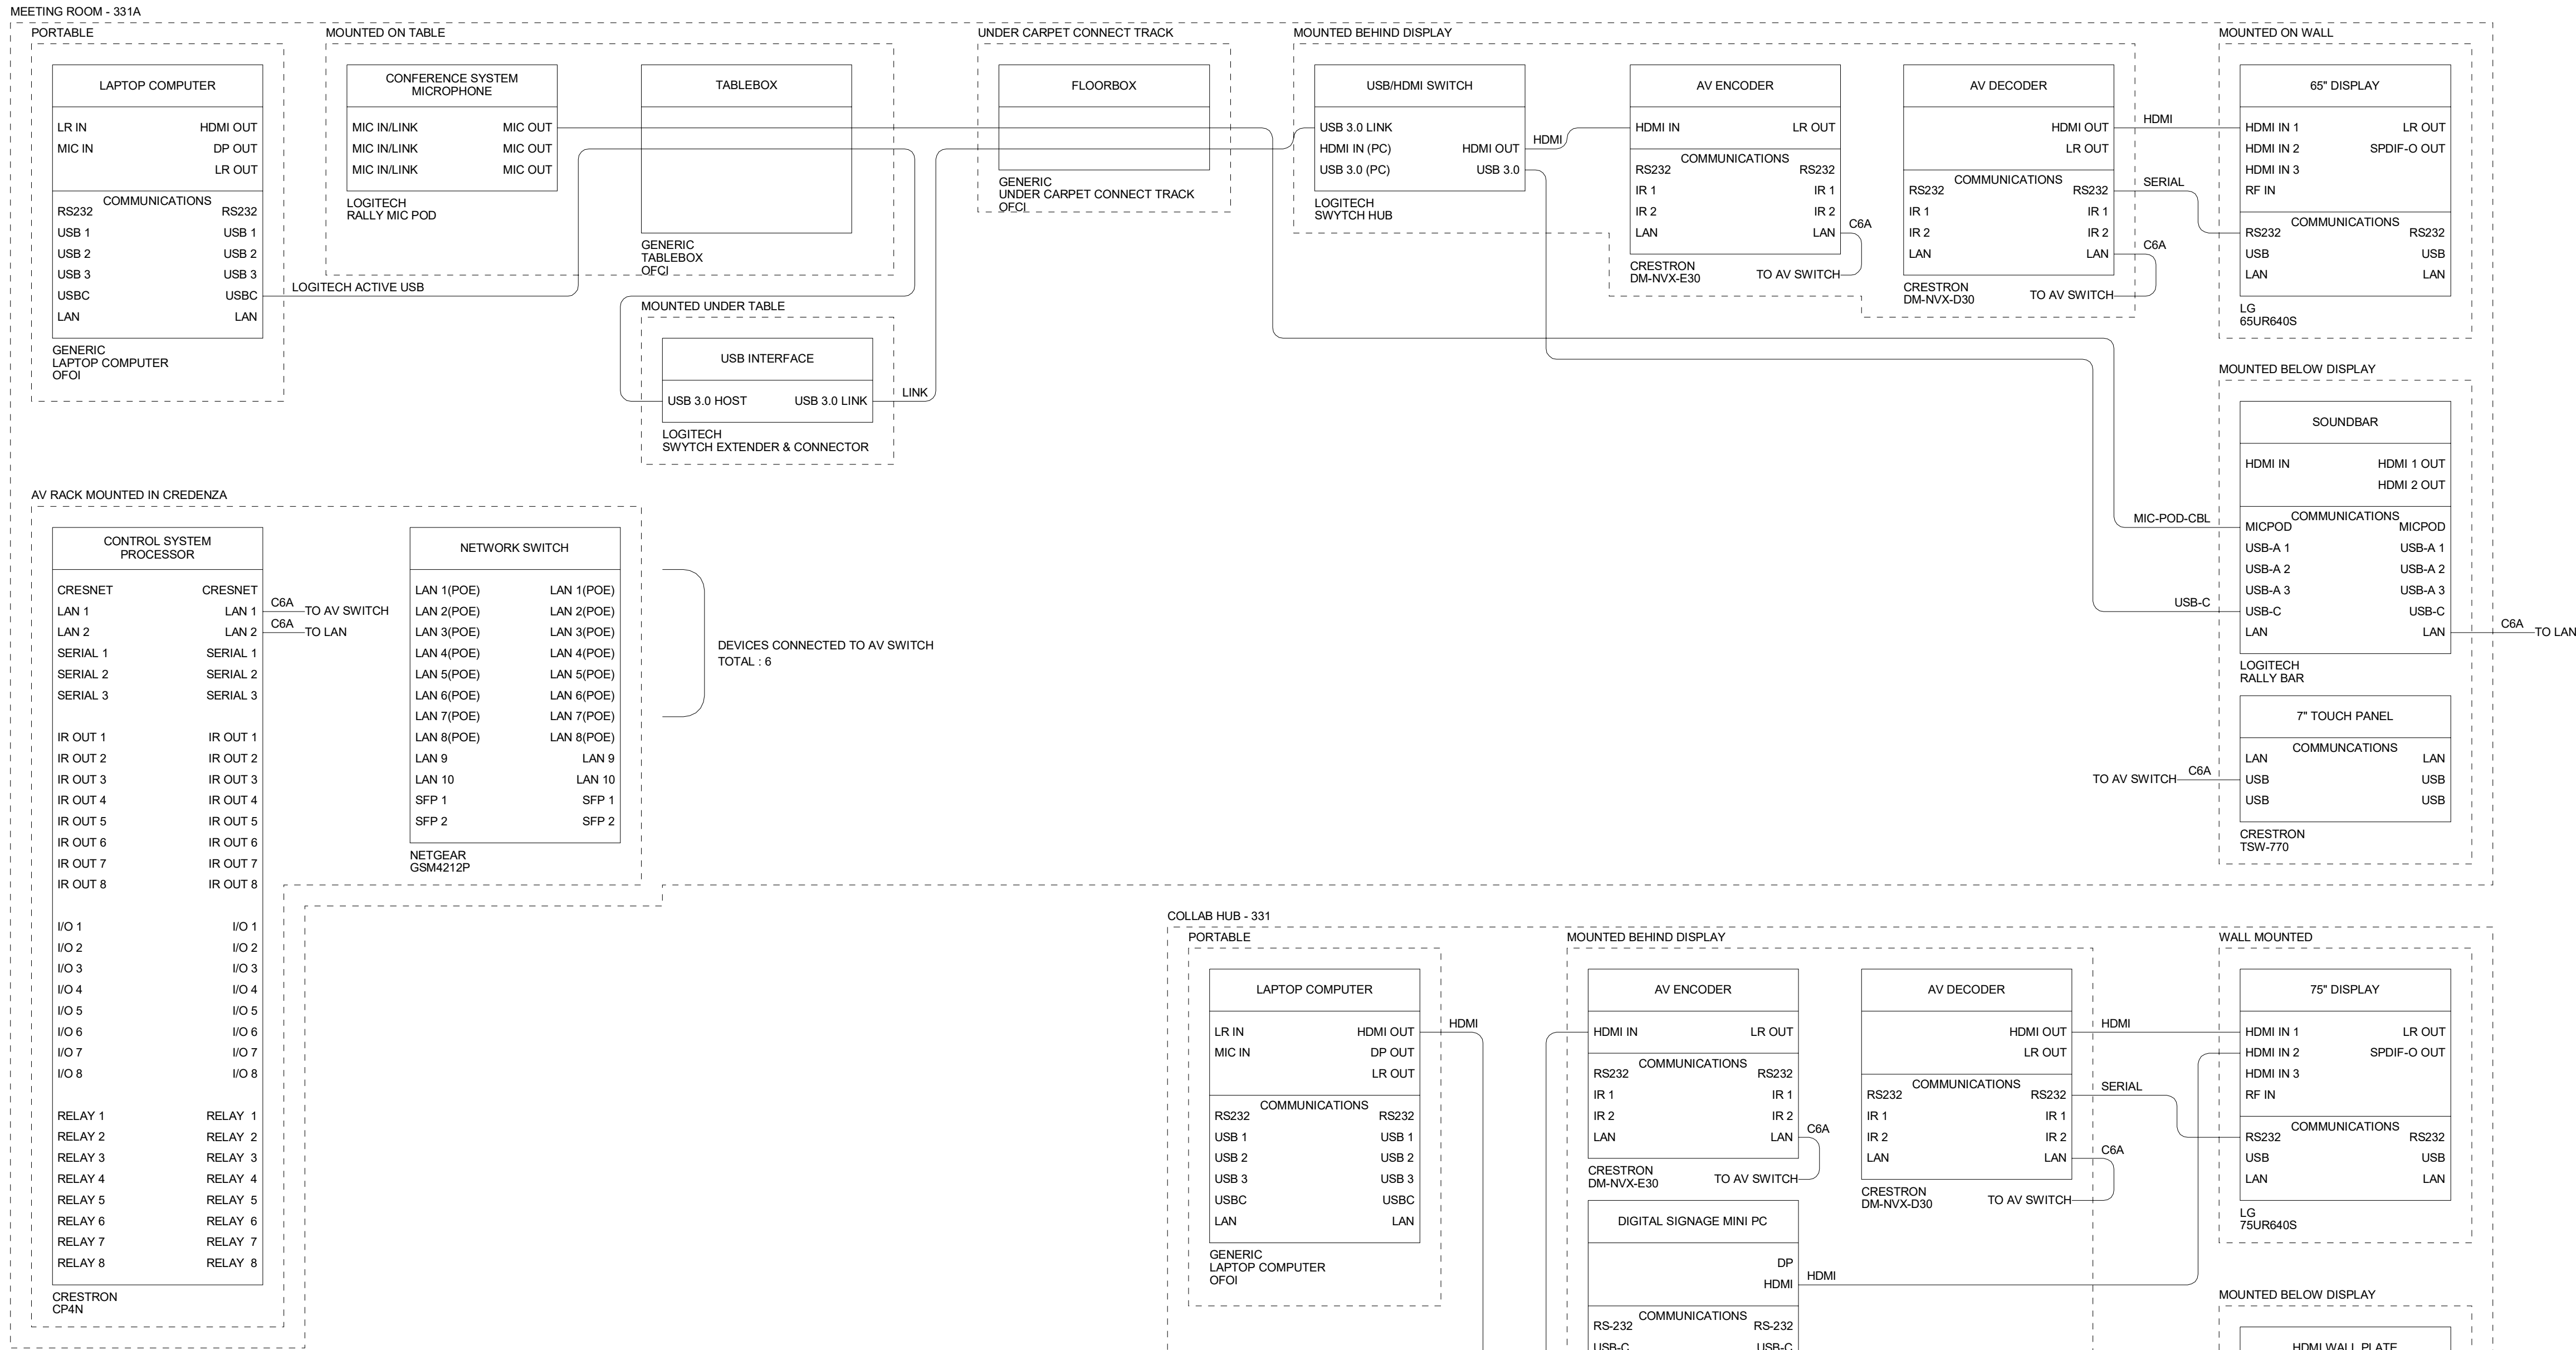 MEETING ROOM - 331A
PORTABLE
LAPTOP COMPUTER
LR IN HDMI OUT
MIC IN DP OUT
LR OUT
COMMUNICATIONS
RS232 RS232
USB 1 USB 1
USB 2 USB 2
USB 3 USB 3
USBC USBC
LAN LAN
GENERIC
LAPTOP COMPUTER
OFOI
LOGITECH ACTIVE USB
MOUNTED ON TABLE
CONFERENCE SYSTEM
MICROPHONE
MIC IN/LINK MIC OUT
MIC IN/LINK MIC OUT
MIC IN/LINK MIC OUT
LOGITECH
RALLY MIC POD
TABLEBOX
GENERIC
TABLEBOX
OFCI
MOUNTED UNDER TABLE
USB INTERFACE
USB 3.0 HOST USB 3.0 LINK
LINK
LOGITECH
SWYTCH EXTENDER & CONNECTOR
UNDER CARPET CONNECT TRACK
FLOORBOX
GENERIC
UNDER CARPET CONNECT TRACK
OFCI
MOUNTED BEHIND DISPLAY
USB/HDMI SWITCH
USB 3.0 LINK
HDMI IN (PC) HDMI OUT
USB 3.0 (PC) USB 3.0
LOGITECH
SWYTCH HUB
HDMI
AV ENCODER
HDMI IN LR OUT
COMMUNICATIONS
RS232 RS232
IR 1 IR 1
IR 2 IR 2
LAN LAN
C6A
CRESTRON
DM-NVX-E30
TO AV SWITCH
AV DECODER
HDMI OUT
LR OUT
COMMUNICATIONS
RS232 RS232
IR 1 IR 1
IR 2 IR 2
LAN LAN
C6A
CRESTRON
DM-NVX-D30
TO AV SWITCH
HDMI
SERIAL
MOUNTED ON WALL
65" DISPLAY
HDMI IN 1 LR OUT
HDMI IN 2 SPDIF-O OUT
HDMI IN 3
RF IN
COMMUNICATIONS
RS232 RS232
USB USB
LAN LAN
LG
65UR640S
MOUNTED BELOW DISPLAY
SOUNDBAR
HDMI IN HDMI 1 OUT
HDMI 2 OUT
COMMUNICATIONS
MIC-POD-CBL
MICPOD MICPOD
USB-A 1 USB-A 1
USB-A 2 USB-A 2
USB-A 3 USB-A 3
USB-C
USB-C USB-C
LAN LAN
C6A
TO LAN
LOGITECH
RALLY BAR
7" TOUCH PANEL
COMMUNCATIONS
LAN LAN
TO AV SWITCH
C6A
USB USB
USB USB
CRESTRON
TSW-770
AV RACK MOUNTED IN CREDENZA
CONTROL SYSTEM
PROCESSOR
CRESNET CRESNET
LAN 1 LAN 1
C6A
TO AV SWITCH
LAN 2 LAN 2
C6A
TO LAN
SERIAL 1 SERIAL 1
SERIAL 2 SERIAL 2
SERIAL 3 SERIAL 3
IR OUT 1 IR OUT 1
IR OUT 2 IR OUT 2
IR OUT 3 IR OUT 3
IR OUT 4 IR OUT 4
IR OUT 5 IR OUT 5
IR OUT 6 IR OUT 6
IR OUT 7 IR OUT 7
IR OUT 8 IR OUT 8
I/O 1 I/O 1
I/O 2 I/O 2
I/O 3 I/O 3
I/O 4 I/O 4
I/O 5 I/O 5
I/O 6 I/O 6
I/O 7 I/O 7
I/O 8 I/O 8
RELAY 1 RELAY 1
RELAY 2 RELAY 2
RELAY 3 RELAY 3
RELAY 4 RELAY 4
RELAY 5 RELAY 5
RELAY 6 RELAY 6
RELAY 7 RELAY 7
RELAY 8 RELAY 8
CRESTRON
CP4N
NETWORK SWITCH
LAN 1(POE) LAN 1(POE)
LAN 2(POE) LAN 2(POE)
LAN 3(POE) LAN 3(POE)
LAN 4(POE) LAN 4(POE)
LAN 5(POE) LAN 5(POE)
LAN 6(POE) LAN 6(POE)
LAN 7(POE) LAN 7(POE)
LAN 8(POE) LAN 8(POE)
LAN 9 LAN 9
LAN 10 LAN 10
SFP 1 SFP 1
SFP 2 SFP 2
NETGEAR
GSM4212P
DEVICES CONNECTED TO AV SWITCH
TOTAL : 6
COLLAB HUB - 331
PORTABLE
LAPTOP COMPUTER
LR IN HDMI OUT
MIC IN DP OUT
LR OUT
COMMUNICATIONS
RS232 RS232
USB 1 USB 1
USB 2 USB 2
USB 3 USB 3
USBC USBC
LAN LAN
GENERIC
LAPTOP COMPUTER
OFOI
HDMI
MOUNTED BEHIND DISPLAY
AV ENCODER
HDMI IN LR OUT
COMMUNICATIONS
RS232 RS232
IR 1 IR 1
IR 2 IR 2
LAN LAN
C6A
CRESTRON
DM-NVX-E30
TO AV SWITCH
AV DECODER
HDMI OUT
LR OUT
COMMUNICATIONS
RS232 RS232
IR 1 IR 1
IR 2 IR 2
LAN LAN
C6A
CRESTRON
DM-NVX-D30
TO AV SWITCH
HDMI
SERIAL
DIGITAL SIGNAGE MINI PC
DP
HDMI
HDMI
COMMUNICATIONS
RS-232 RS-232
USB-C USB-C
WALL MOUNTED
75" DISPLAY
HDMI IN 1 LR OUT
HDMI IN 2 SPDIF-O OUT
HDMI IN 3
RF IN
COMMUNICATIONS
RS232 RS232
USB USB
LAN LAN
LG
75UR640S
MOUNTED BELOW DISPLAY
HDMI WALL PLATE